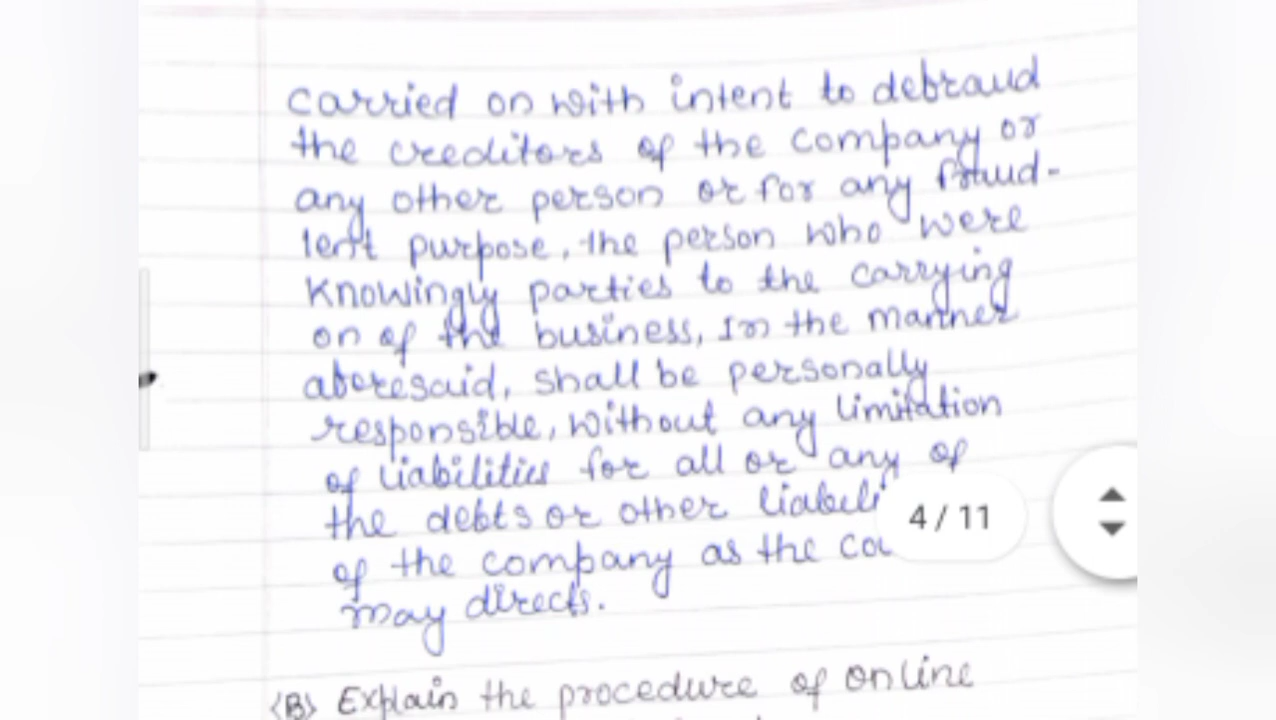 carried on with intent to debraud
the creditors of the company or
any other person or for any fraud-
lent purpose, the person who were
knowingly parties to the carrying
on of the business, In the manner
aboresaid, shall be personally
responsible, without any limitation
of liabilities for all or any of
the debts or other
of the company as the
may directs.
4 / 11
(B) Explain the procedure of online